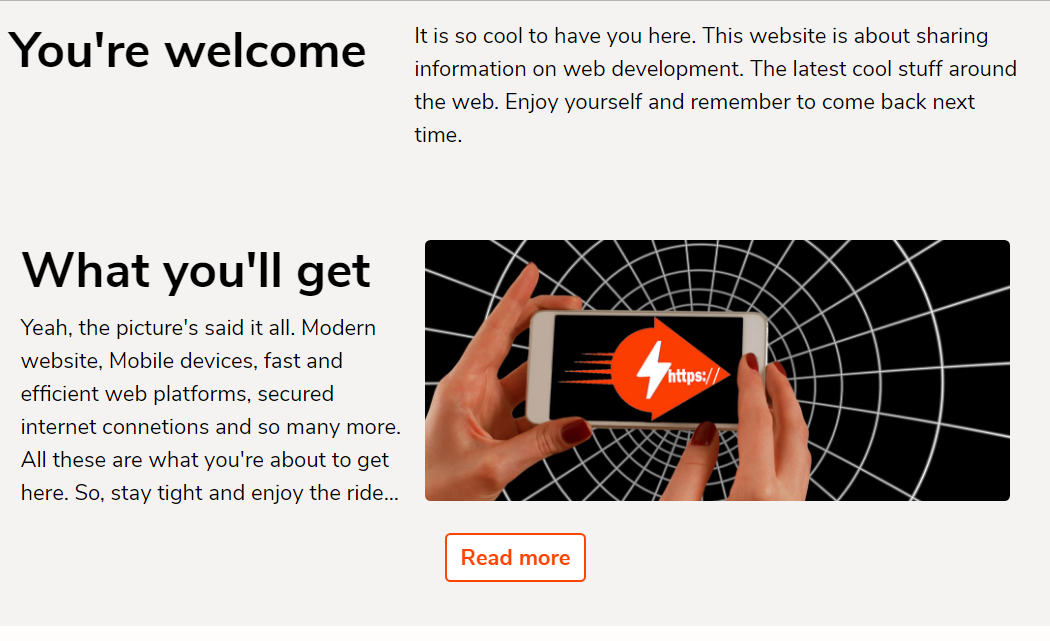 You're welcome
It is so cool to have you here. This website is about sharing
information on web development. The latest cool stuff around
the web. Enjoy yourself and remember to come back next
time.
What you'll get
Yeah, the picture's said it all. Modern
website, Mobile devices, fast and
efficient web platforms, secured
internet connetions and so many more.
All these are what you're about to get
here. So, stay tight and enjoy the ride...
https://
Read more